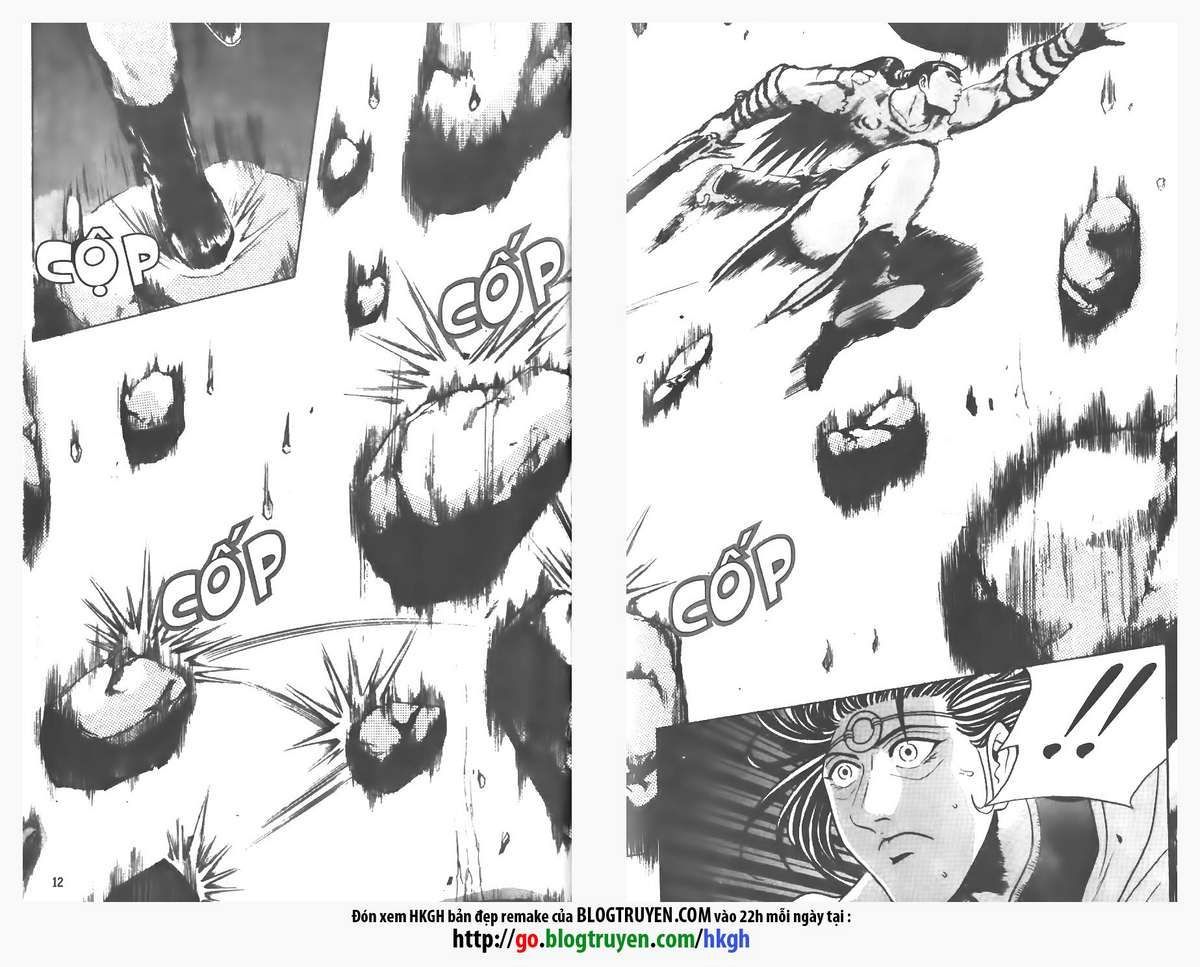 CỘP
CỐP
CỐP
12
CỐP
!!
Đón xem HKGH bản đẹp remake của BLOGTRUYEN.COM vào 22h mỗi ngày tại :
http://go.blogtruyen.com/hkgh